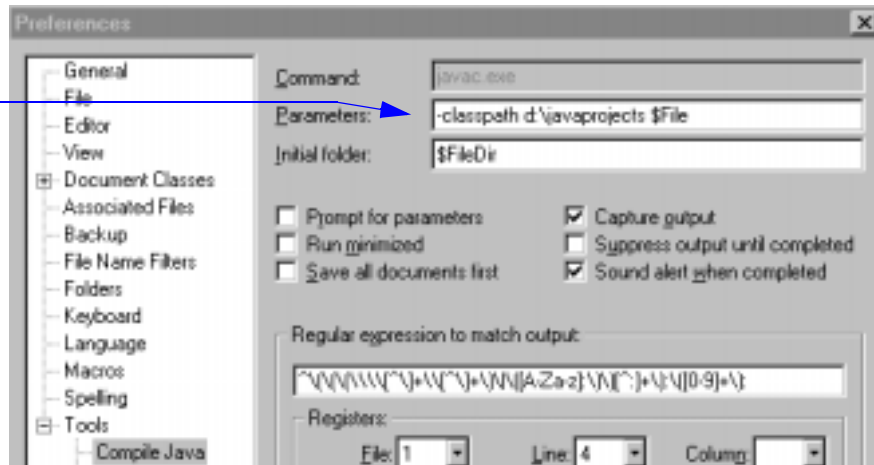 Preferences
General
File
Editor
View
Document Classes
Associated Files
Backup
File Name Filters
Folders
Keyboard
Language
Macros
Spelling
Tools
Compile Java
Command: javac.exe
Parameters: -classpath d:\javaprojects $File
Initial folder: $FileDir
Prompt for parameters
Run minimized
Save all documents first
Capture output
Suppress output until completed
Sound alert when completed
Regular expression to match output:
Registers:
File: 1 Line: 4 Column: